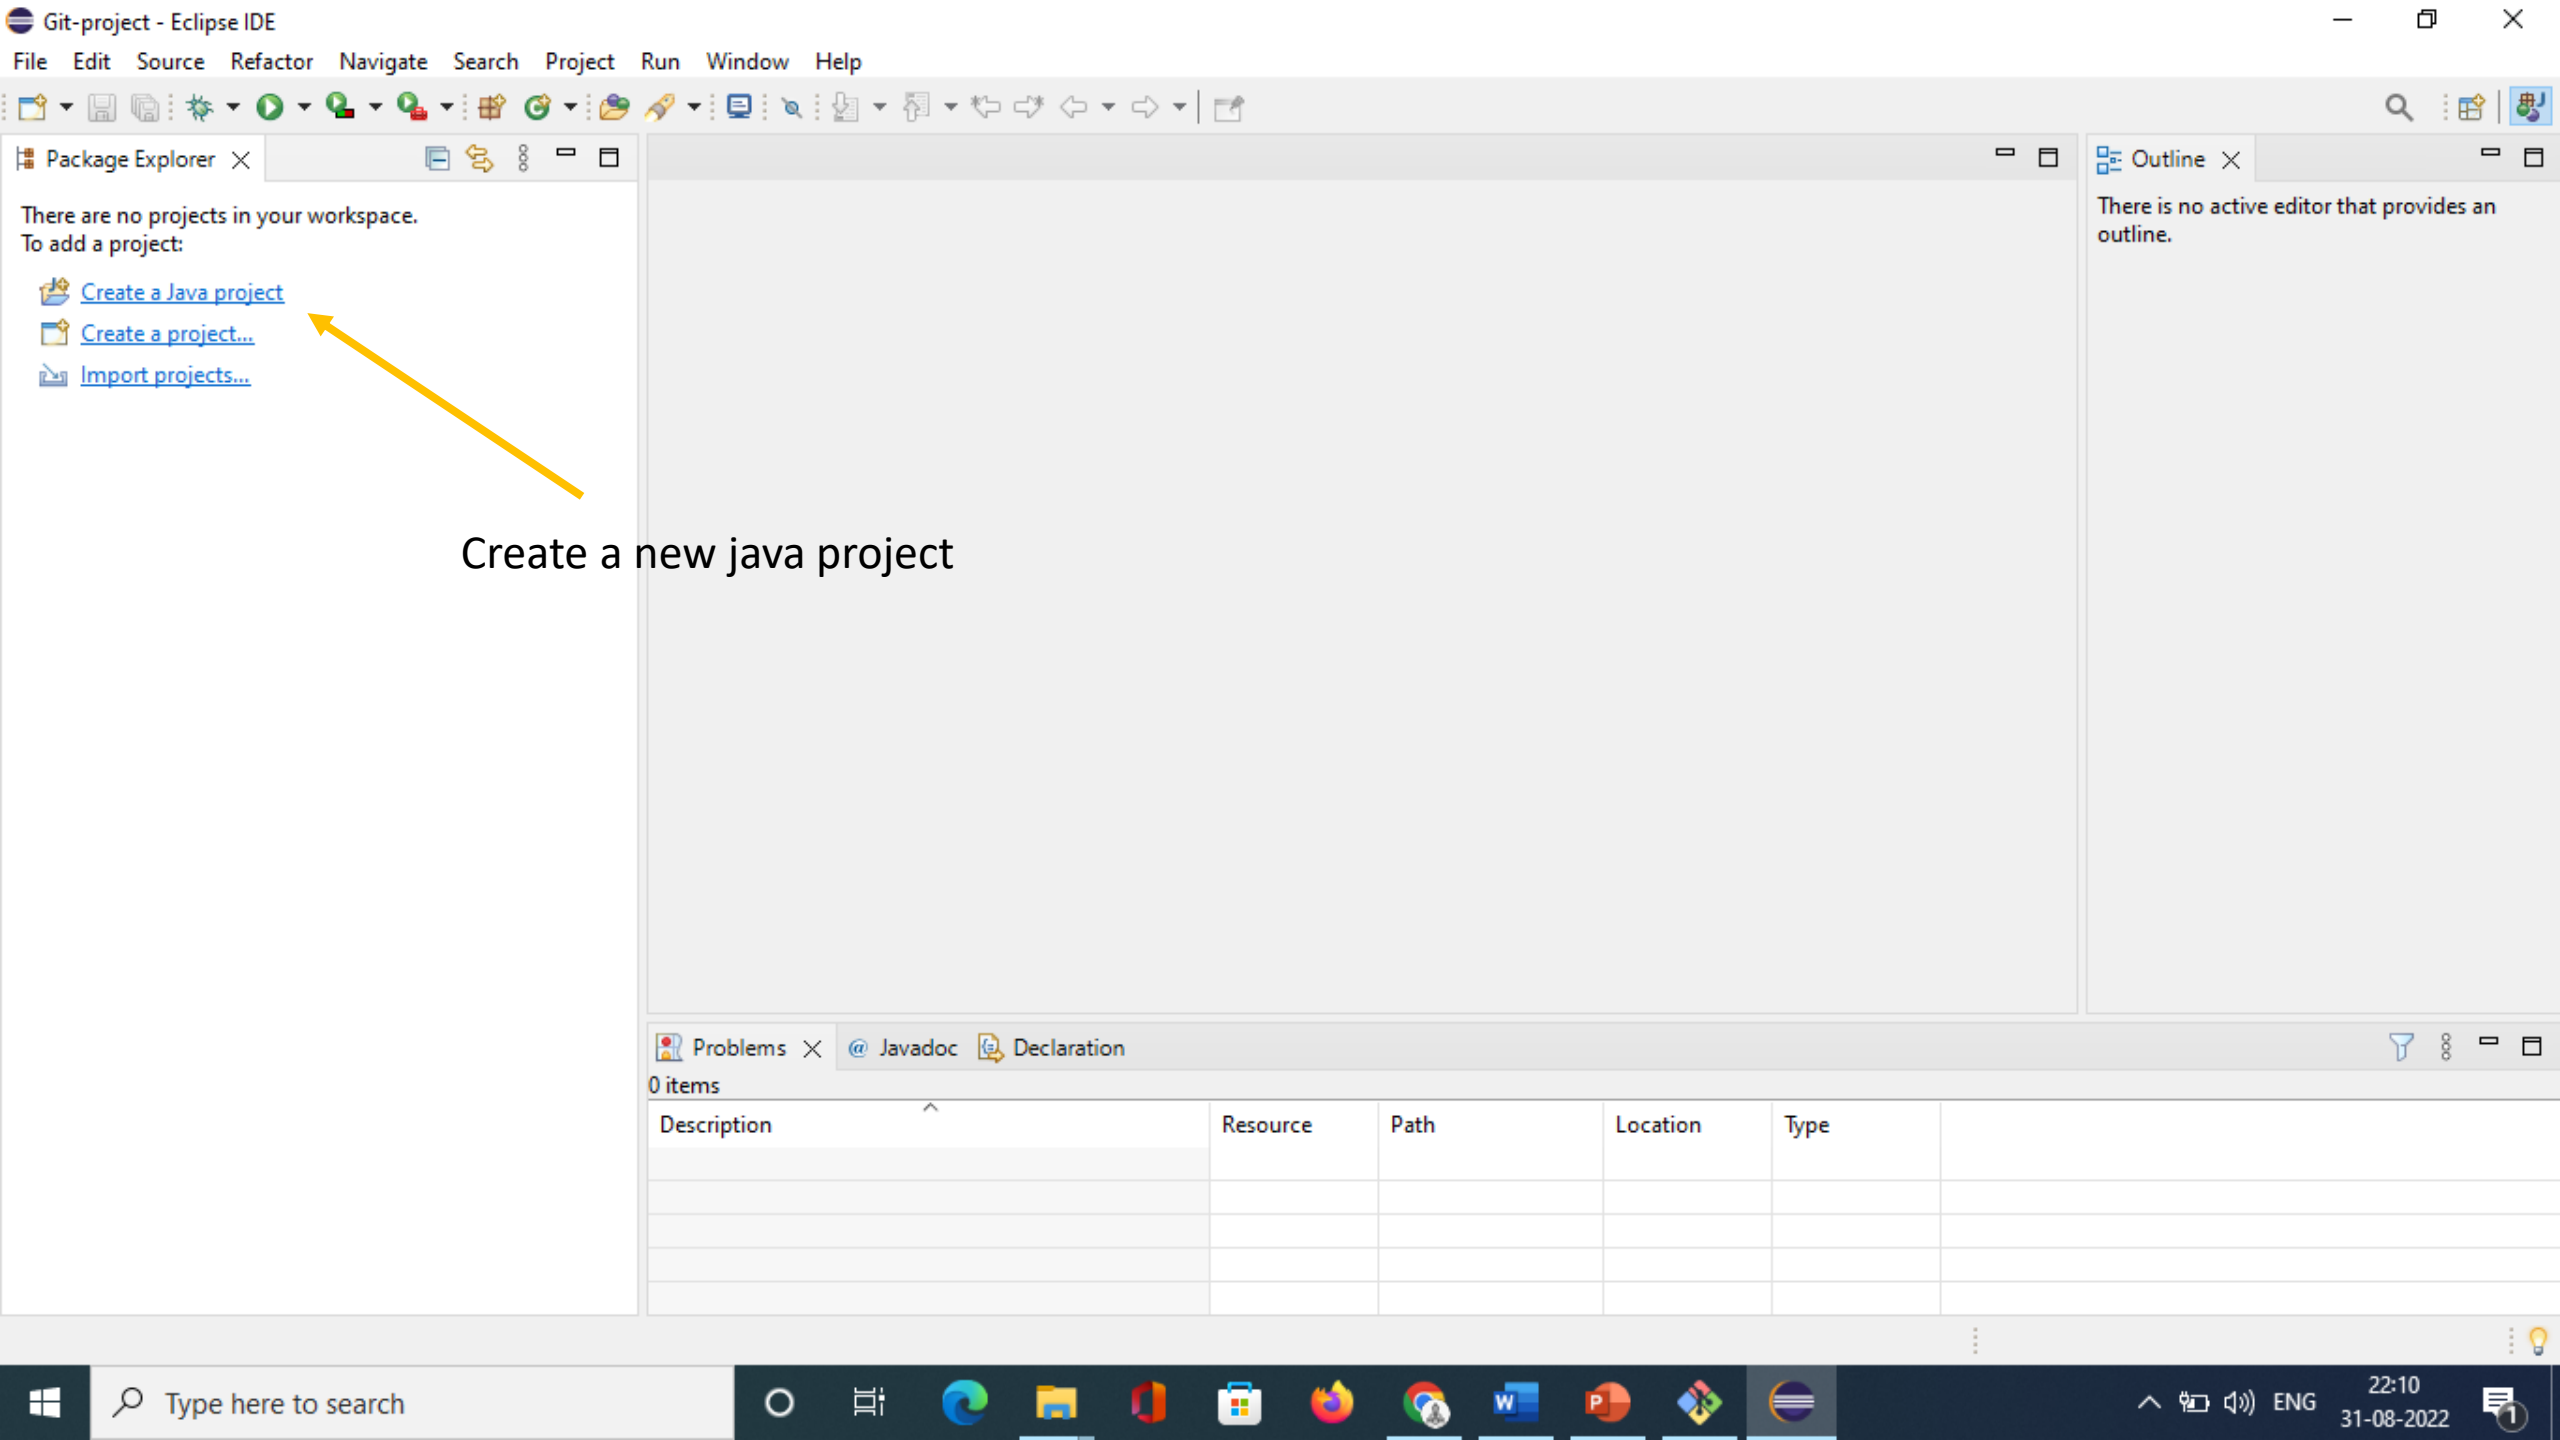 Git-project - Eclipse IDE
File Edit Source Refactor Navigate Search Project Run Window Help
Package Explorer
There are no projects in your workspace.
To add a project:
Create a Java project
Create a project...
Import projects...
Create a new java project
Outline
There is no active editor that provides an
outline.
Problems @ Javadoc Declaration
0 items
Description Resource Path Location Type
Type here to search
ENG
22:10
31-08-2022
1